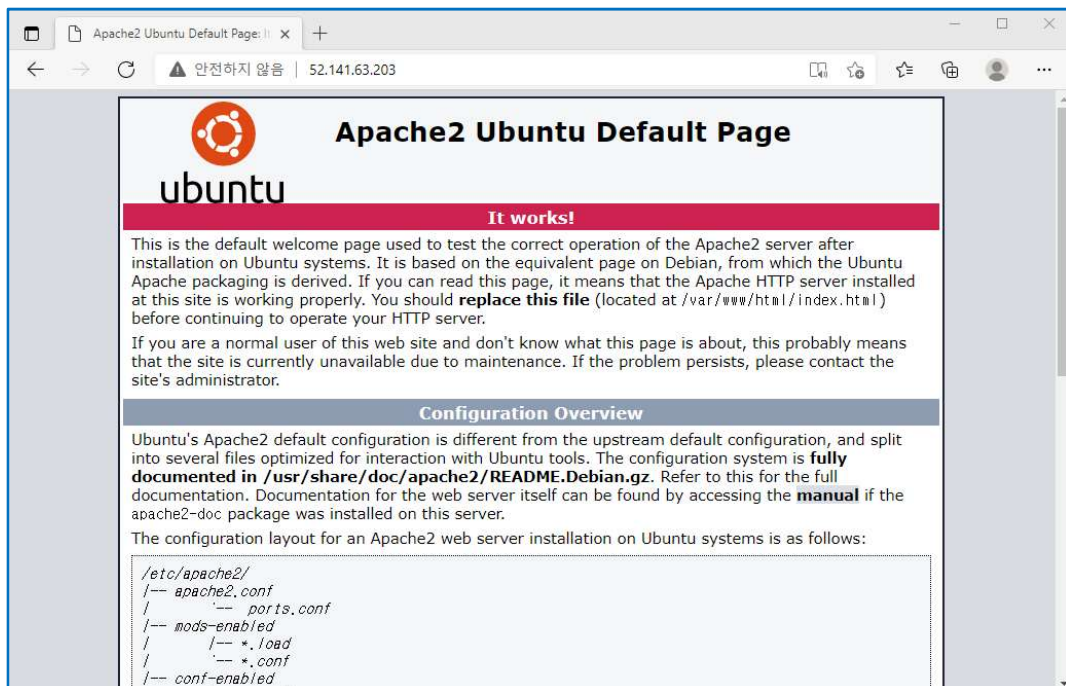 Apache2 Ubuntu Default Page: It
안전하지 않음 | 52.141.63.203
ubuntu
Apache2 Ubuntu Default Page
It works!
This is the default welcome page used to test the correct operation of the Apache2 server after
installation on Ubuntu systems. It is based on the equivalent page on Debian, from which the Ubuntu
Apache packaging is derived. If you can read this page, it means that the Apache HTTP server installed
at this site is working properly. You should replace this file (located at /var/www/html/index.html)
before continuing to operate your HTTP server.
If you are a normal user of this web site and don't know what this page is about, this probably means
that the site is currently unavailable due to maintenance. If the problem persists, please contact the
site's administrator.
Configuration Overview
Ubuntu's Apache2 default configuration is different from the upstream default configuration, and split
into several files optimized for interaction with Ubuntu tools. The configuration system is fully
documented in /usr/share/doc/apache2/README.Debian.gz. Refer to this for the full
documentation. Documentation for the web server itself can be found by accessing the manual if the
apache2-doc package was installed on this server.
The configuration layout for an Apache2 web server installation on Ubuntu systems is as follows:
/etc/apache2/
|-- apache2.conf
|       `--  ports.conf
|-- mods-enabled
|       |-- *.load
|       `-- *.conf
|-- conf-enabled